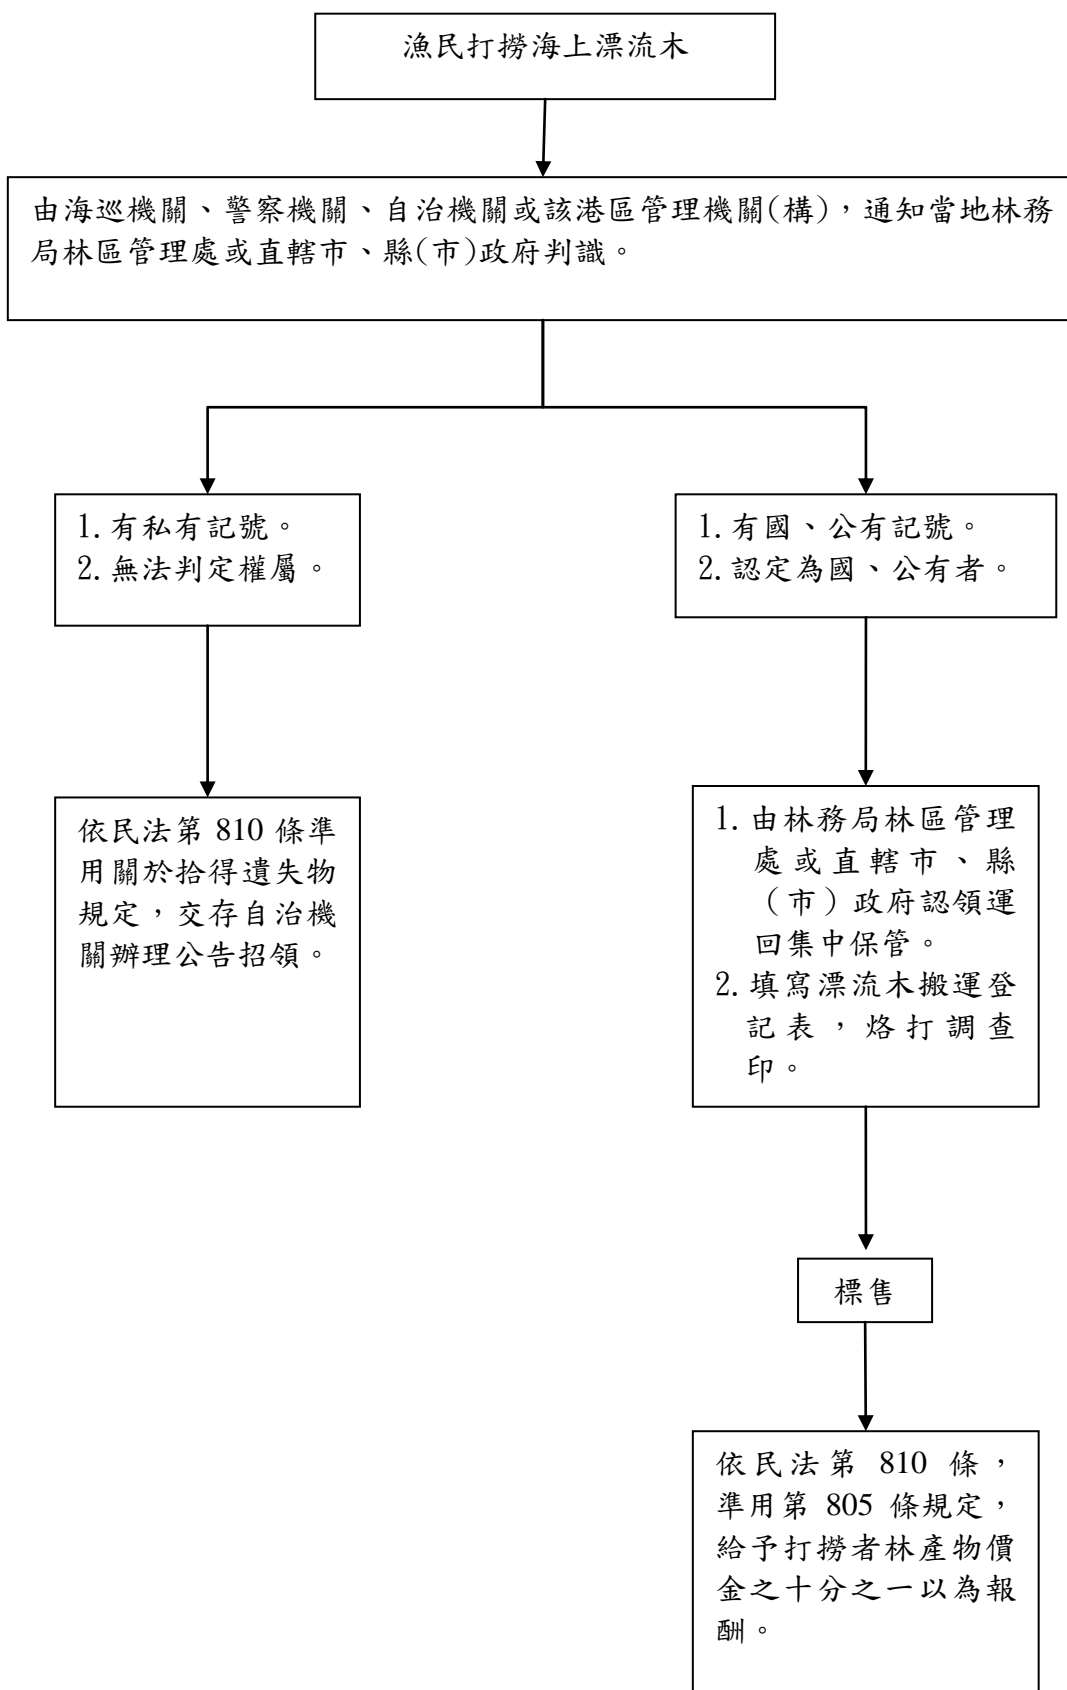 漁民打撈海上漂流木
由海巡機關、警察機關、自治機關或該港區管理機關(構)，通知當地林務
局林區管理處或直轄市、縣(市)政府判識。
1.有私有記號。
2.無法判定權屬。
1.有國、公有記號。
2.認定為國、公有者。
依民法第 810 條準
用關於拾得遺失物
規定，交存自治機
關辦理公告招領。
1.由林務局林區管理
處或直轄市、縣
（市）政府認領運
回集中保管。
2.填寫漂流木搬運登
記表，烙打調查
印。
標售
依民法第 810 條，
準用第 805 條規定，
給予打撈者林產物價
金之十分之一以為報
酬。